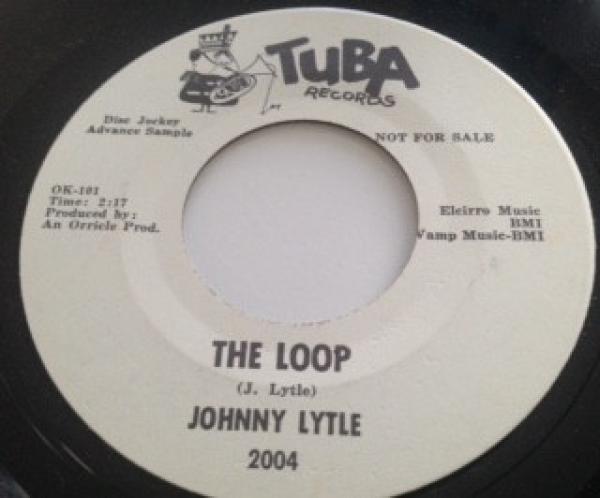 TUBA
RECORDS
Disc Jockey
Advance Sample
NOT FOR SALE
OK-101
Time: 2:17
Produced by:
An Orricle Prod.
Elcirro Music
BMI
Vamp Music-BMI
THE LOOP
(J. Lytle)
JOHNNY LYTLE
2004